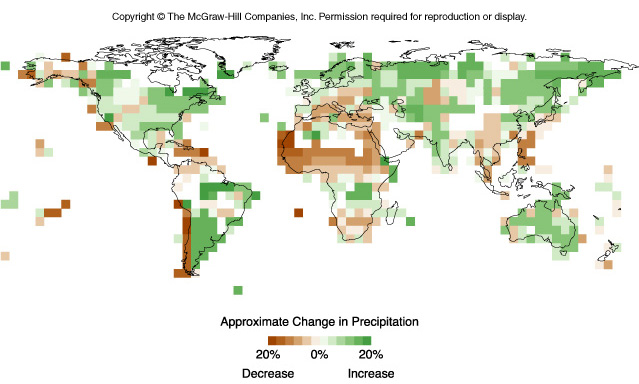 Copyright © The McGraw-Hill Companies, Inc. Permission required for reproduction or display.
Approximate Change in Precipitation
20% 0% 20%
Decrease Increase